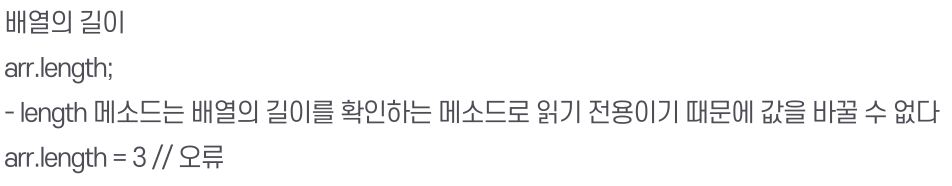 배열의 길이
arr.length;
- length 메소드는 배열의 길이를 확인하는 메소드로 읽기 전용이기 때문에 값을 바꿀 수 없다
arr.length = 3 // 오류